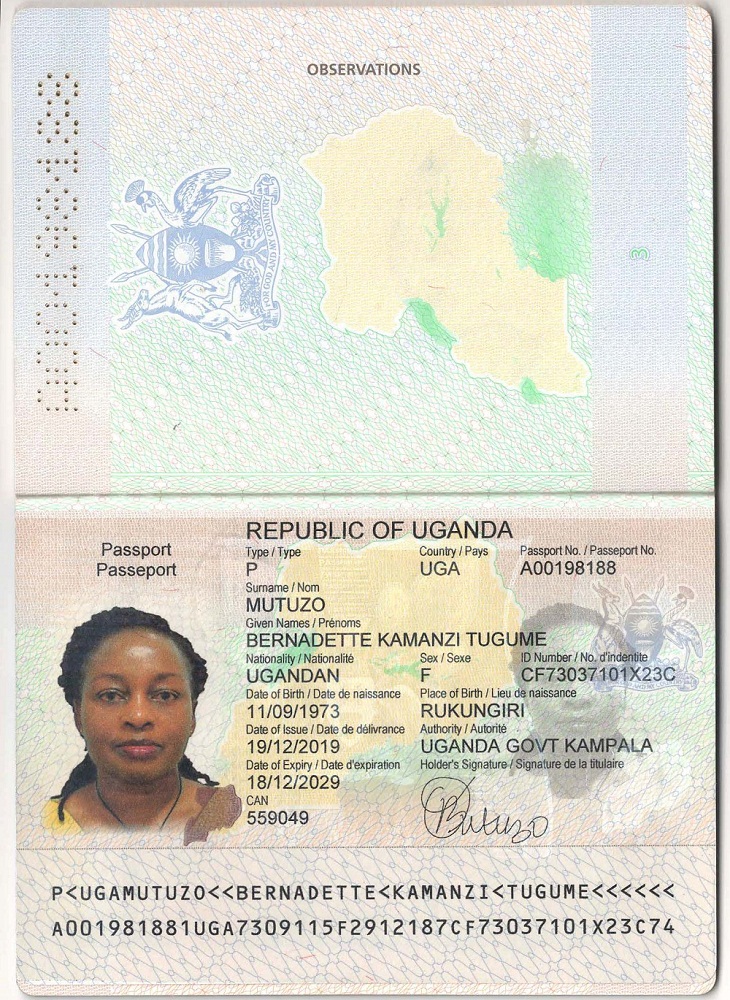 OBSERVATIONS
A00198188
FOR GOD AND MY COUNTRY
3
REPUBLIC OF UGANDA
Passport
Passeport
Type / Type
Country / Pays
Passport No. / Passeport No.
P
UGA
A00198188
Surname / Nom
MUTUZO
Given Names / Prénoms
BERNADETTE KAMANZI TUGUME
Nationality / Nationalité
Sex / Sexe
ID Number / No. d'indentite
UGANDAN
F
CF73037101X23C
Date of Birth / Date de naissance
Place of Birth / Lieu de naissance
11/09/1973
RUKUNGIRI
Date of Issue / Date de délivrance
Authority / Autorité
19/12/2019
UGANDA GOVT KAMPALA
Date of Expiry / Date d'expiration
Holder's Signature / Signature de la titulaire
18/12/2029
CAN
559049
Mutuzo
P<UGAMUTUZO<<BERNADETTE<KAMANZI<TUGUME<<<<<<
A001981881UGA7309115F2912187CF73037101X23C74